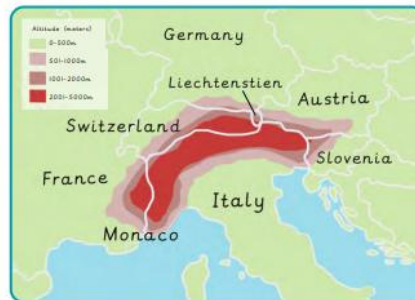 Altitude (meters)
0-500m
501-1000m
1001-2000m
2001-5000m
Germany
Liechtenstien
Austria
Switzerland
Slovenia
France
Italy
Monaco